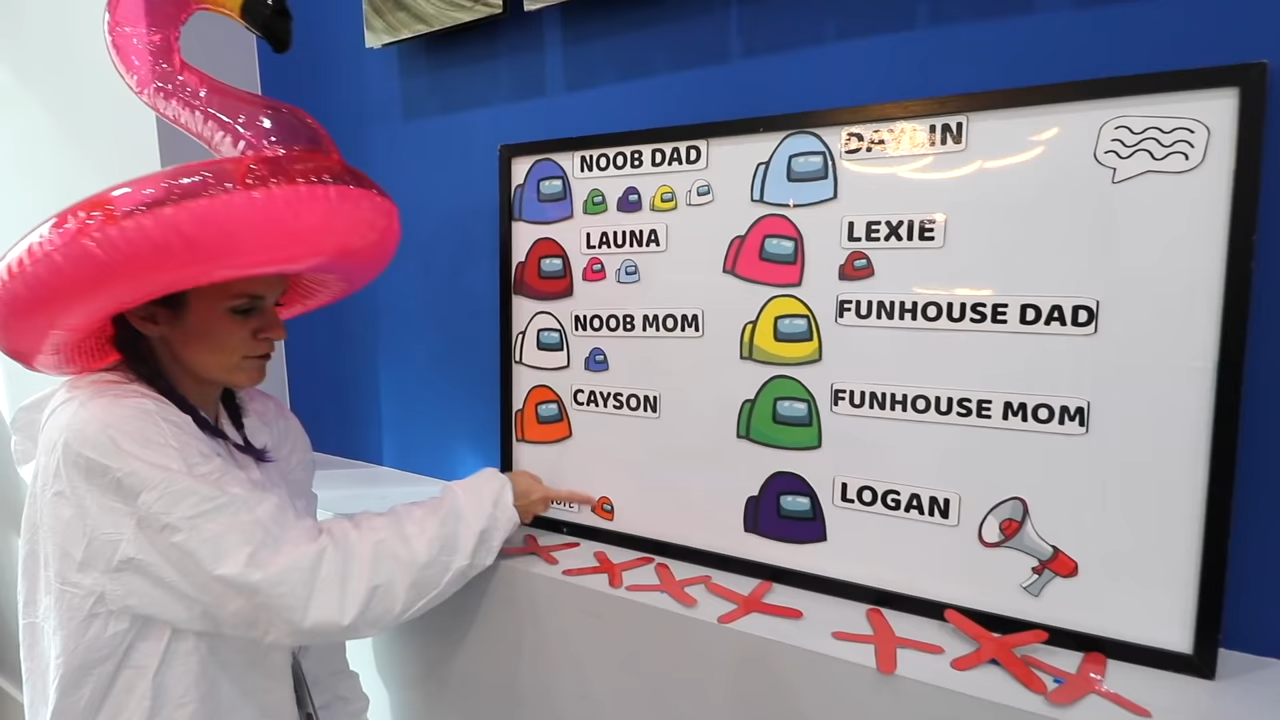 NOOB DAD
LAUNA
NOOB MOM
CAYSON
DAYLIN
LEXIE
FUNHOUSE DAD
FUNHOUSE MOM
LOGAN